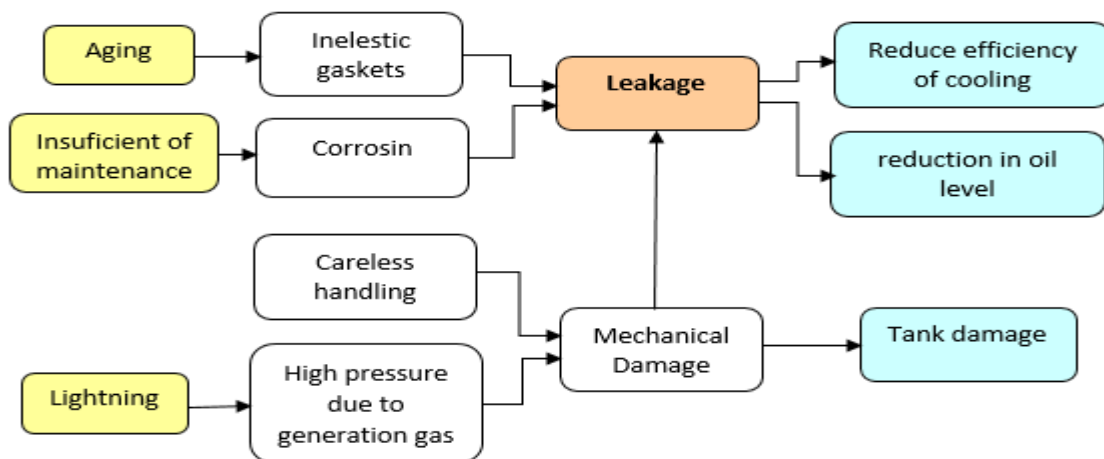 Aging
Inelestic
gaskets
Leakage
Reduce efficiency
of cooling
Insuficient of
maintenance
Corrosin
reduction in oil
level
Careless
handling
Mechanical
Damage
Tank damage
Lightning
High pressure
due to
generation gas